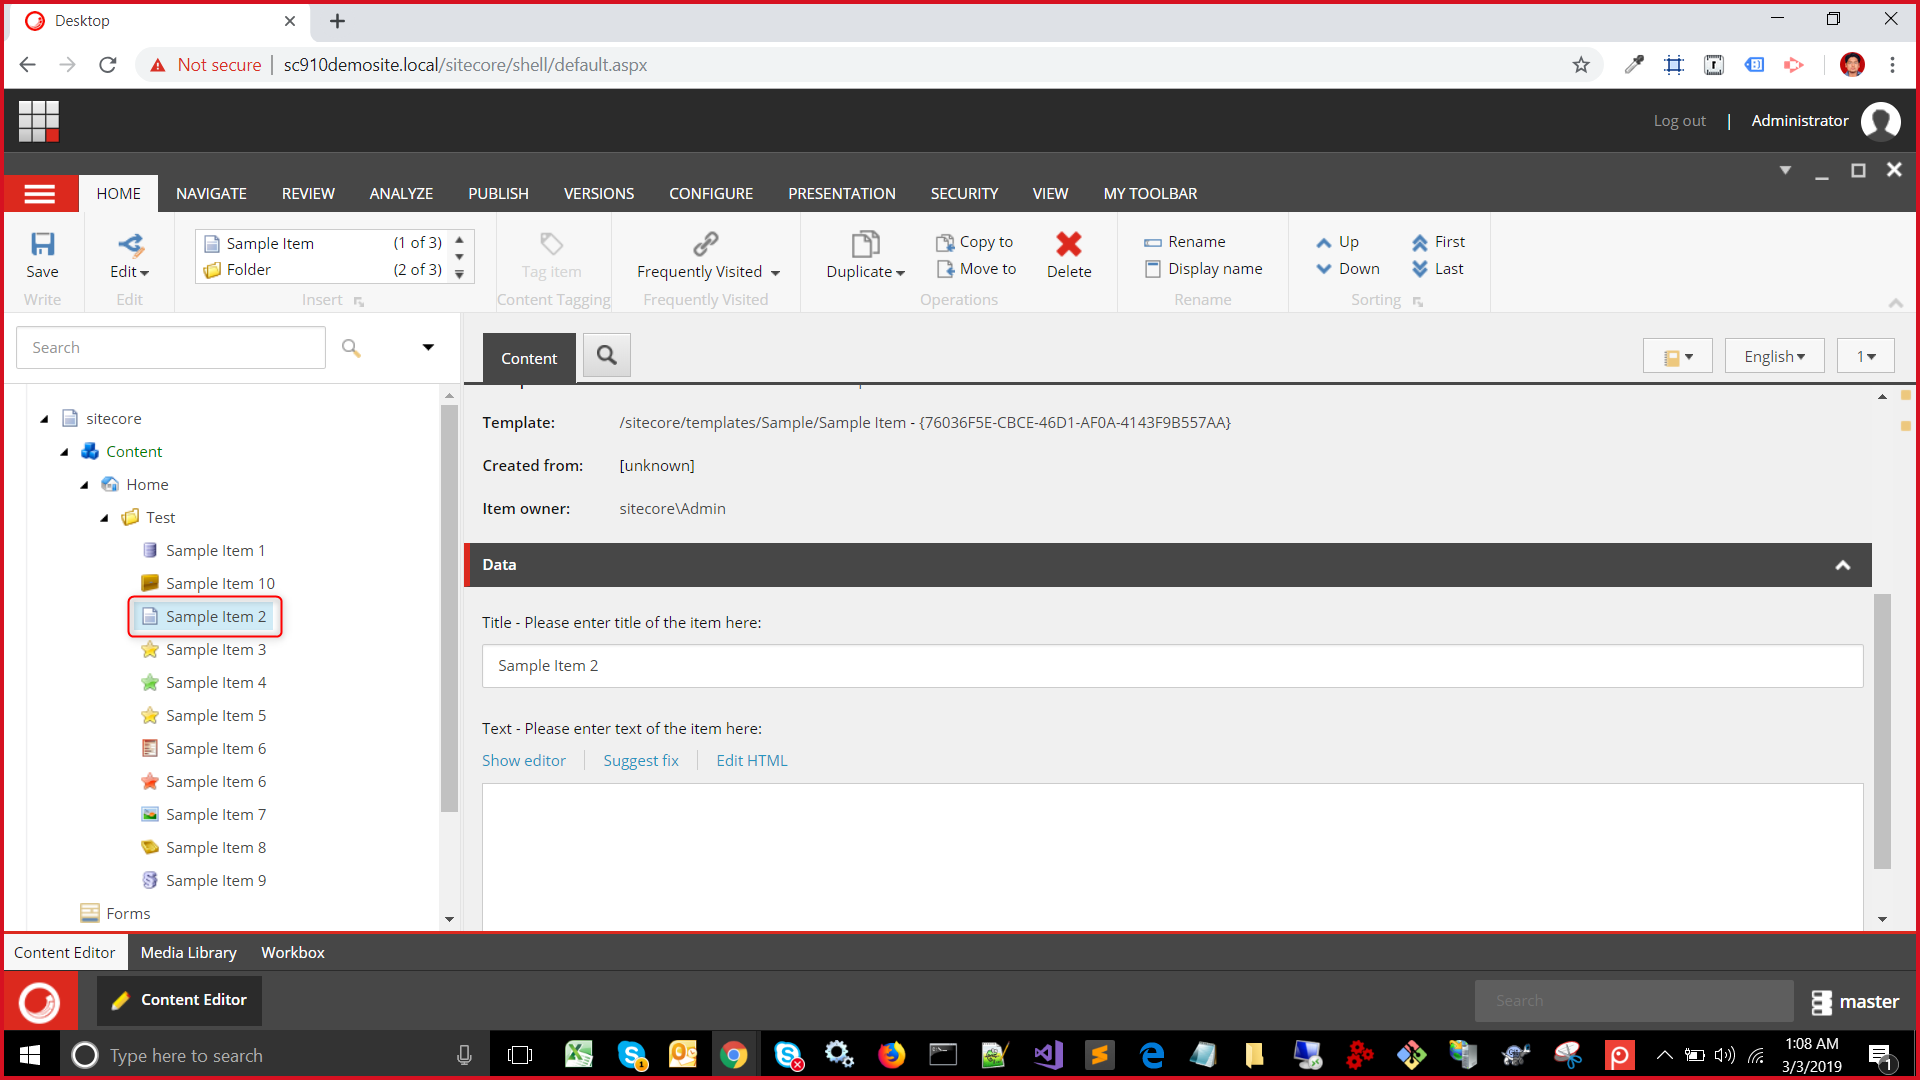 Desktop
Not secure | sc910demosite.local/sitecore/shell/default.aspx
Log out | Administrator
HOME NAVIGATE REVIEW ANALYZE PUBLISH VERSIONS CONFIGURE PRESENTATION SECURITY VIEW MY TOOLBAR
Sample Item (1 of 3)
Folder (2 of 3)
Save
Edit
Tag item
Frequently Visited
Duplicate
Copy to
Move to
Delete
Rename
Display name
Up
Down
First
Last
Write Edit Insert Content Tagging Frequently Visited Operations Rename Sorting
Search
Content
English
1
sitecore
Content
Home
Test
Sample Item 1
Sample Item 10
Sample Item 2
Sample Item 3
Sample Item 4
Sample Item 5
Sample Item 6
Sample Item 6
Sample Item 7
Sample Item 8
Sample Item 9
Forms
Template: /sitecore/templates/Sample/Sample Item - {76036F5E-CBCE-46D1-AF0A-4143F9B557AA}
Created from: [unknown]
Item owner: sitecore\Admin
Data
Title - Please enter title of the item here:
Sample Item 2
Text - Please enter text of the item here:
Show editor Suggest fix Edit HTML
Content Editor Media Library Workbox
Content Editor
Search
master
Type here to search
1
1:08 AM
3/3/2019
1